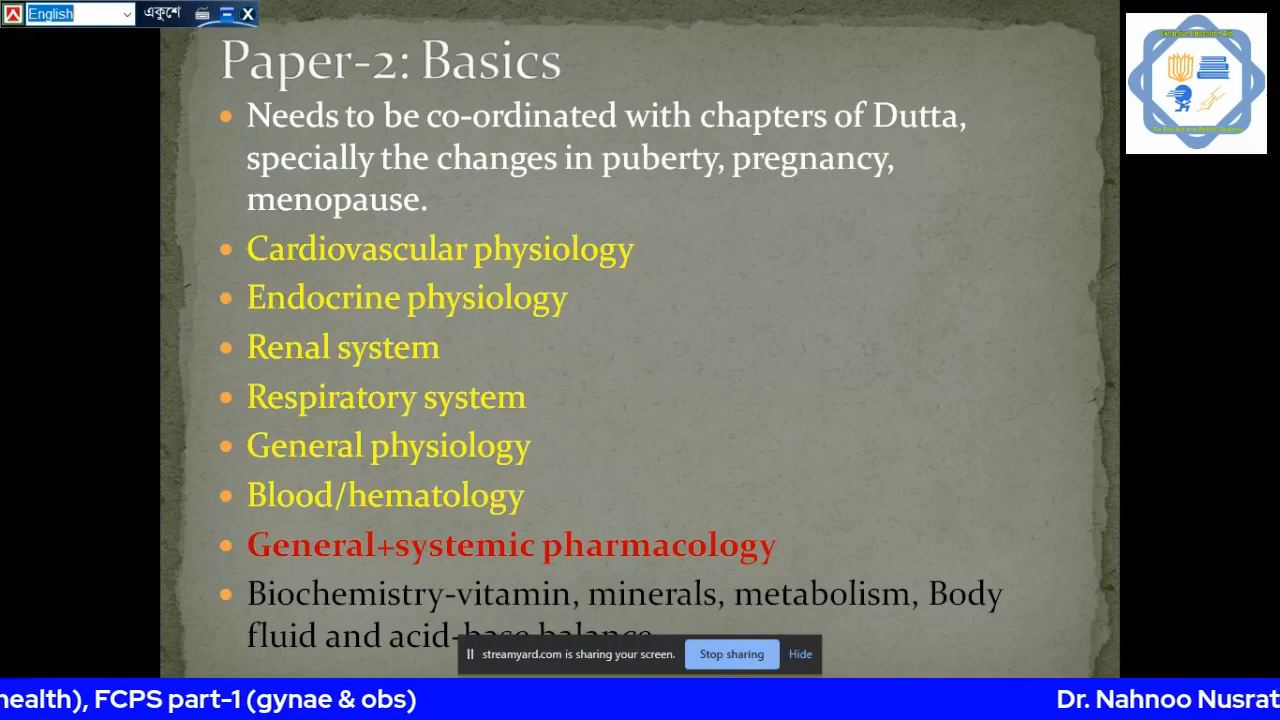 English
একুশে
Paper-2: Basics
Needs to be co-ordinated with chapters of Dutta,
specially the changes in puberty, pregnancy,
menopause.
Cardiovascular physiology
Endocrine physiology
Renal system
Respiratory system
General physiology
Blood/hematology
General+systemic pharmacology
Biochemistry-vitamin, minerals, metabolism, Body
fluid and acid-base balance
streamyard.com is sharing your screen.
Stop sharing
Hide
health), FCPS part-1 (gynae & obs)
Dr. Nahnoo Nusrat